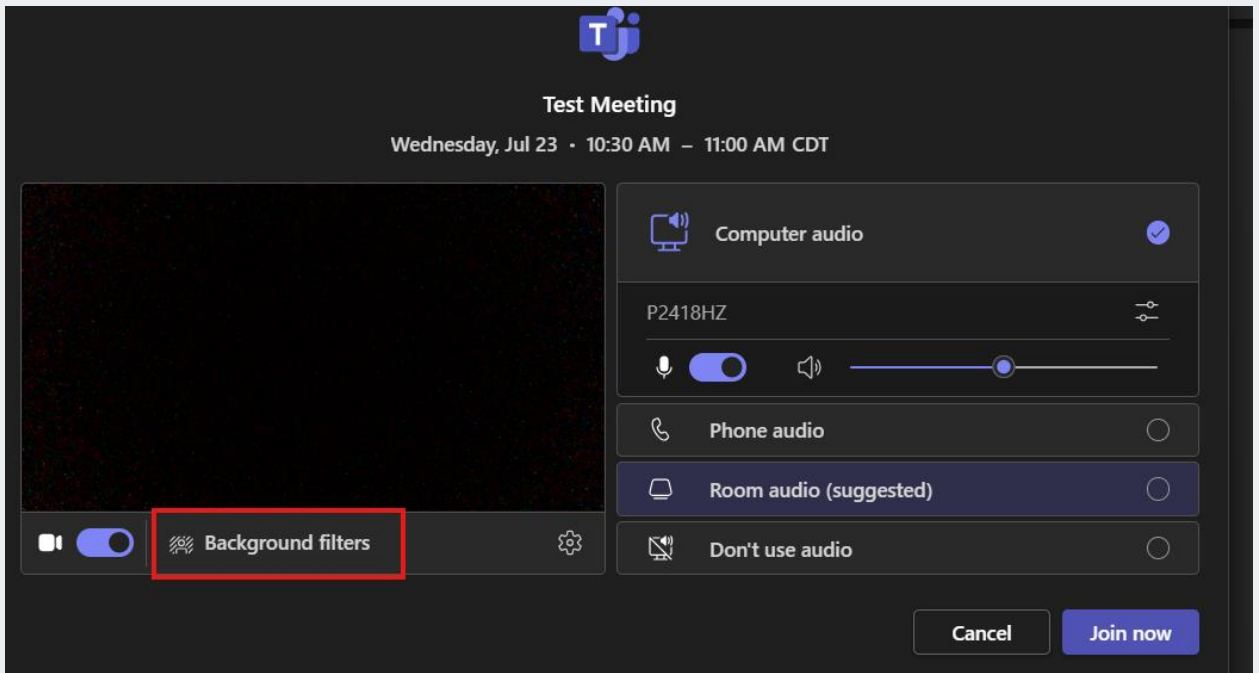 T
Test Meeting
Wednesday, Jul 23 • 10:30 AM – 11:00 AM CDT
Computer audio
P2418HZ
Phone audio
Room audio (suggested)
Background filters
Don't use audio
Cancel
Join now